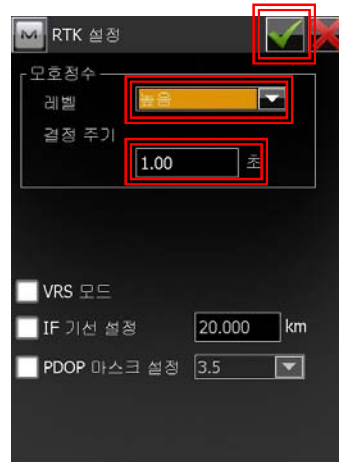 RTK 설정
모호정수
레벨 높음
결정 주기
1.00 초
VRS 모드
IF 기선 설정 20.000 km
PDOP 마스크 설정 3.5